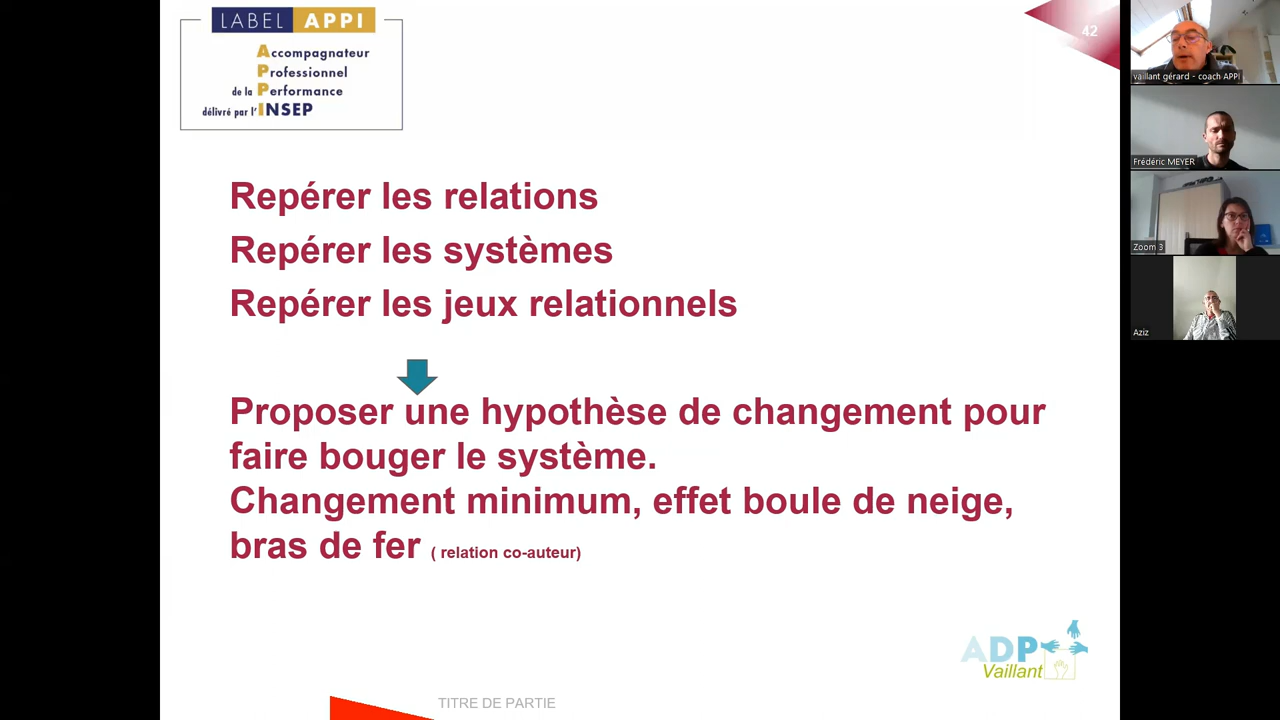 LABEL APPI
Accompagnateur
Professionnel
de la Performance
délivré par l'INSEP
42
Repérer les relations
Repérer les systèmes
Repérer les jeux relationnels
Proposer une hypothèse de changement pour
faire bouger le système.
Changement minimum, effet boule de neige,
bras de fer ( relation co-auteur)
ADP
Vaillant
TITRE DE PARTIE
vaillant gérard - coach APPI
Frédéric MEYER
Zoom 3
Aziz